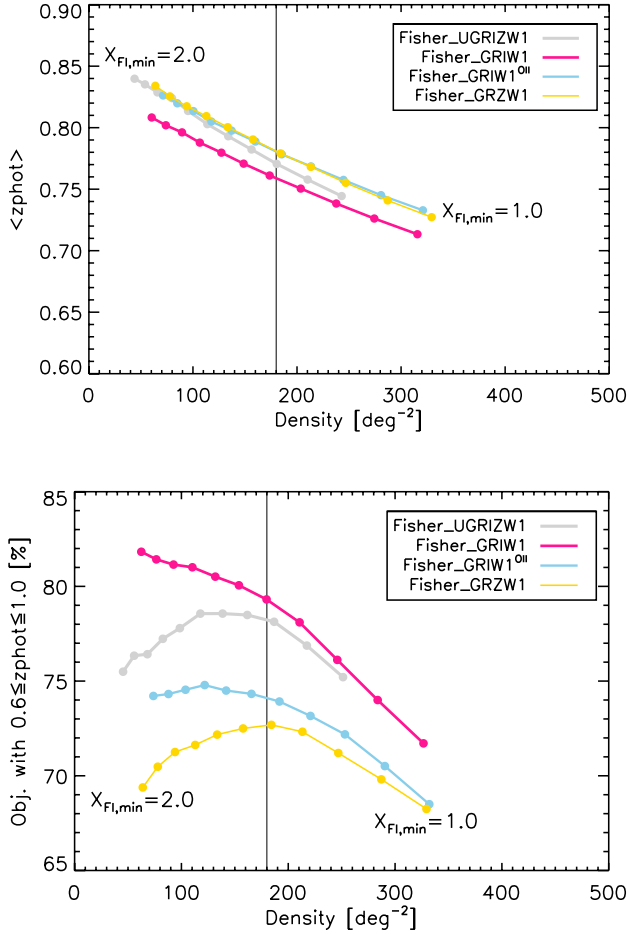 X_FI,min=2.0
Fisher_UGRIZW1
Fisher_GRIW1
Fisher_GRIW1^OII
Fisher_GRZW1
X_FI,min=1.0
<zphot>
0.90
0.85
0.80
0.75
0.70
0.65
0.60
0 100 200 300 400 500
Density [deg^-2]
Fisher_UGRIZW1
Fisher_GRIW1
Fisher_GRIW1^OII
Fisher_GRZW1
Obj. with 0.6≤zphot≤1.0 [%]
85
80
75
70
65
X_FI,min=2.0
X_FI,min=1.0
0 100 200 300 400 500
Density [deg^-2]